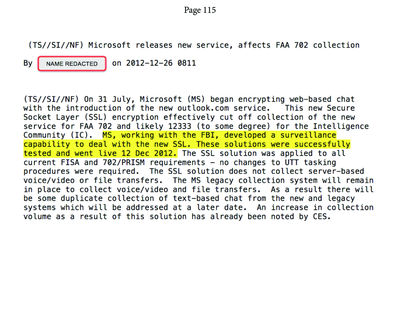 Page 115
(TS//SI//NF) Microsoft releases new service, affects FAA 702 collection
By NAME REDACTED on 2012-12-26 0811
(TS//SI//NF) On 31 July, Microsoft (MS) began encrypting web-based chat
with the introduction of the new outlook.com service.  This new Secure
Socket Layer (SSL) encryption effectively cut off collection of the new
service for FAA 702 and likely 12333 (to some degree) for the Intelligence
Community (IC).  MS, working with the FBI, developed a surveillance
capability to deal with the new SSL. These solutions were successfully
tested and went live 12 Dec 2012. The SSL solution was applied to all
current FISA and 702/PRISM requirements – no changes to UTT tasking
procedures were required.  The SSL solution does not collect server-based
voice/video or file transfers.  The MS legacy collection system will remain
in place to collect voice/video and file transfers.  As a result there will
be some duplicate collection of text-based chat from the new and legacy
systems which will be addressed at a later date.  An increase in collection
volume as a result of this solution has already been noted by CES.